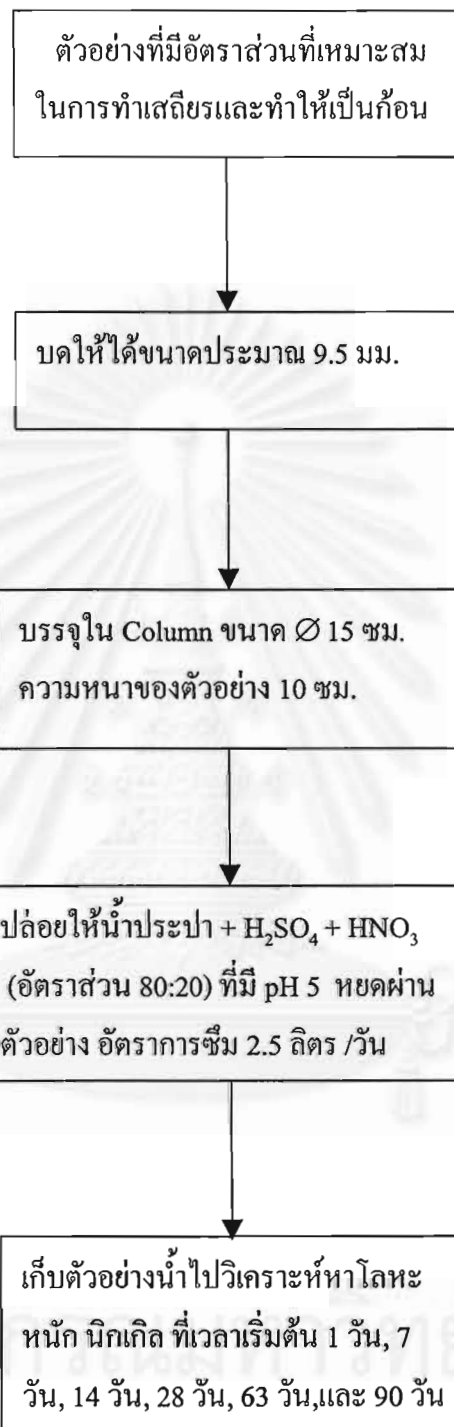 ตัวอย่างที่มีอัตราส่วนที่เหมาะสม
ในการทำเสถียรและทำให้เป็นก้อน
บดให้ได้ขนาดประมาณ 9.5 มม.
บรรจุใน Column ขนาด ∅ 15 ซม.
ความหนาของตัวอย่าง 10 ซม.
ปล่อยให้น้ำประปา + H₂SO₄ + HNO₃
(อัตราส่วน 80:20) ที่มี pH 5 หยดผ่าน
ตัวอย่าง อัตราการซึม 2.5 ลิตร /วัน
เก็บตัวอย่างน้ำไปวิเคราะห์หาโลหะ
หนัก นิกเกิล ที่เวลาเริ่มต้น 1 วัน, 7
วัน, 14 วัน, 28 วัน, 63 วัน,และ 90 วัน